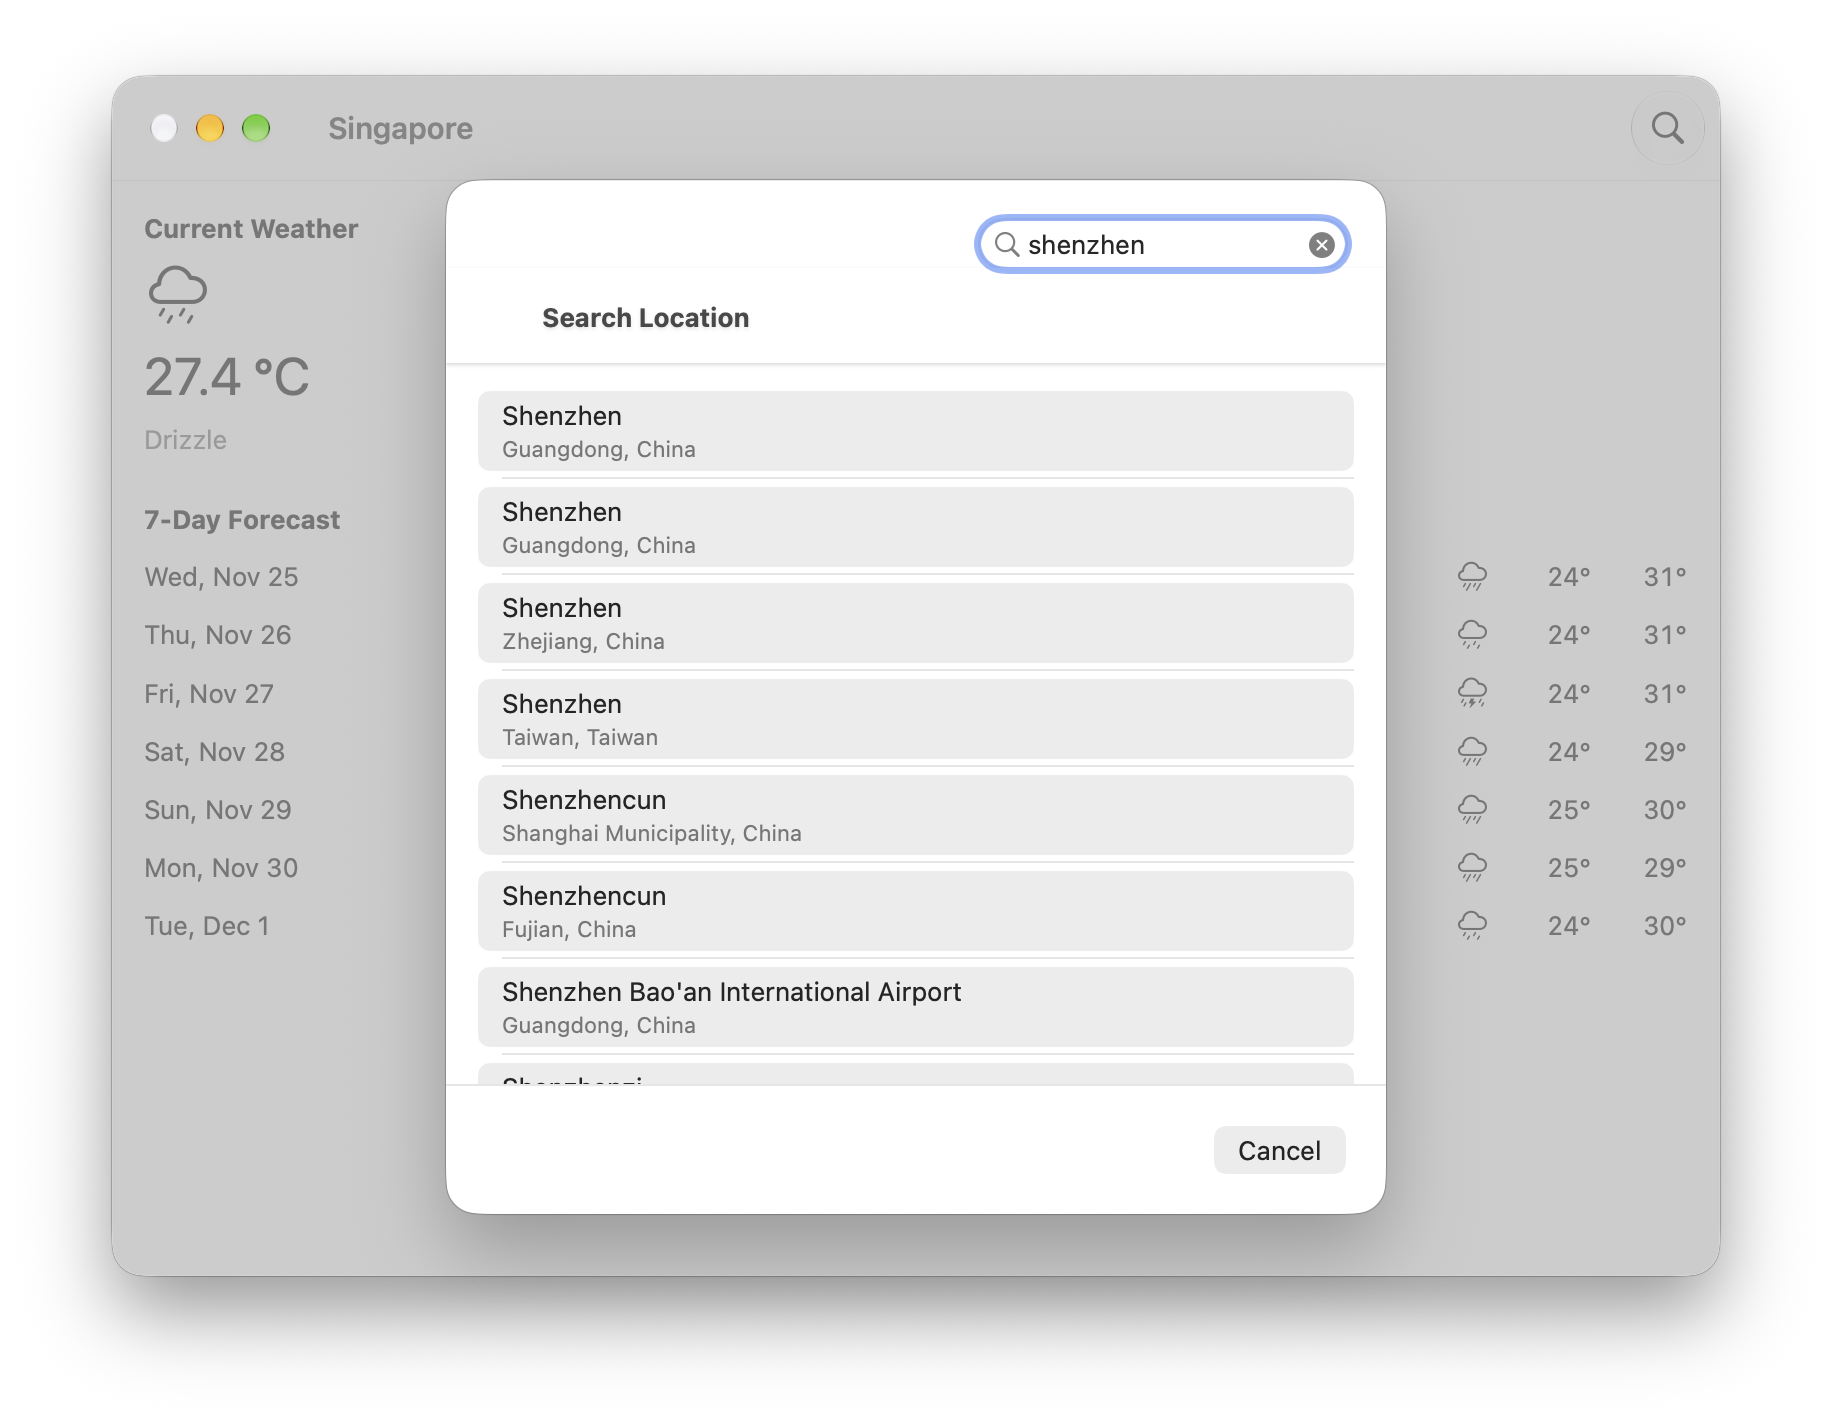 Singapore
Current Weather
27.4 °C
Drizzle
7-Day Forecast
Wed, Nov 25 24° 31°
Thu, Nov 26 24° 31°
Fri, Nov 27 24° 31°
Sat, Nov 28 24° 29°
Sun, Nov 29 25° 30°
Mon, Nov 30 25° 29°
Tue, Dec 1 24° 30°
shenzhen
Search Location
Shenzhen
Guangdong, China
Shenzhen
Guangdong, China
Shenzhen
Zhejiang, China
Shenzhen
Taiwan, Taiwan
Shenzhencun
Shanghai Municipality, China
Shenzhencun
Fujian, China
Shenzhen Bao'an International Airport
Guangdong, China
Cancel